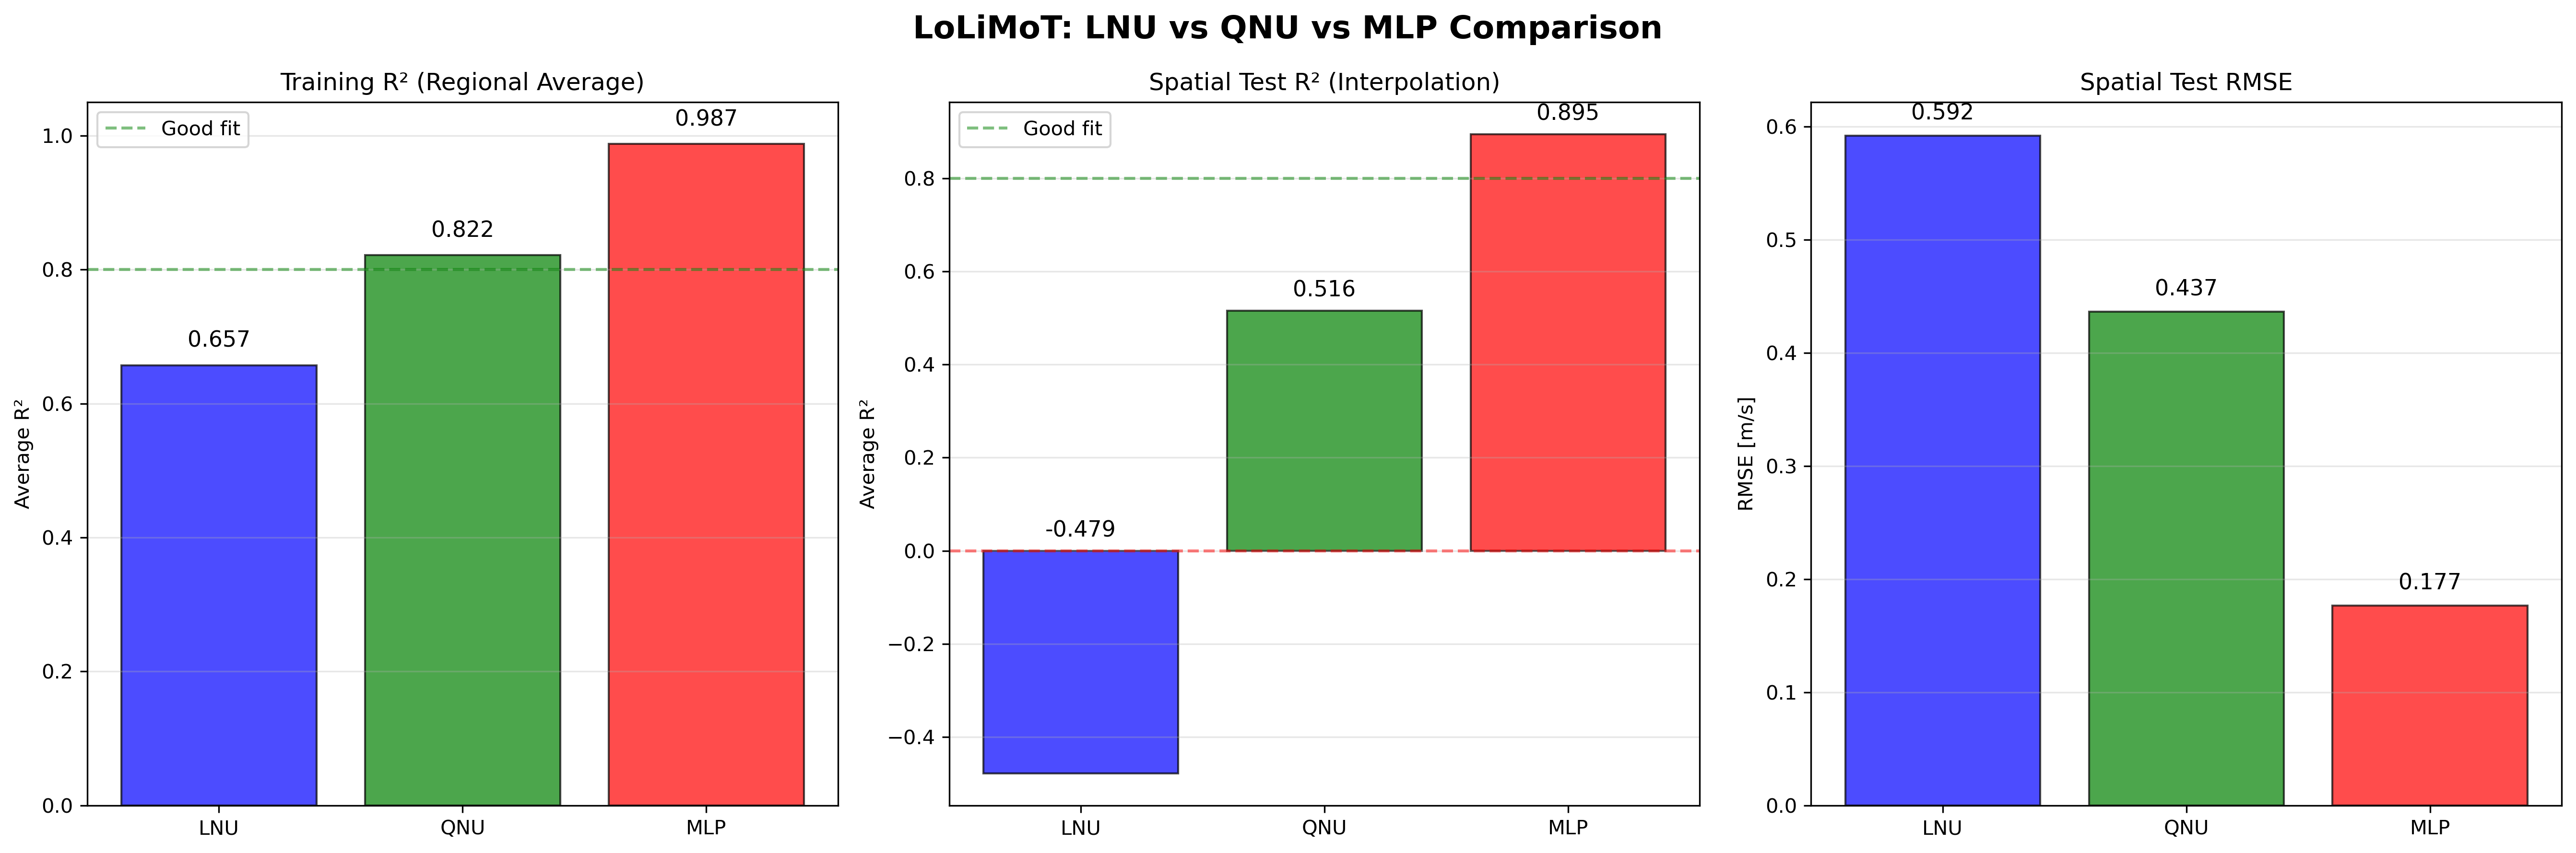 LoLiMoT: LNU vs QNU vs MLP Comparison
Training R² (Regional Average)
Good fit
Average R²
1.0
0.8
0.6
0.4
0.2
0.0
0.657
0.822
0.987
LNU
QNU
MLP
Spatial Test R² (Interpolation)
Good fit
Average R²
0.8
0.6
0.4
0.2
0.0
−0.2
−0.4
-0.479
0.516
0.895
LNU
QNU
MLP
Spatial Test RMSE
RMSE [m/s]
0.6
0.5
0.4
0.3
0.2
0.1
0.0
0.592
0.437
0.177
LNU
QNU
MLP